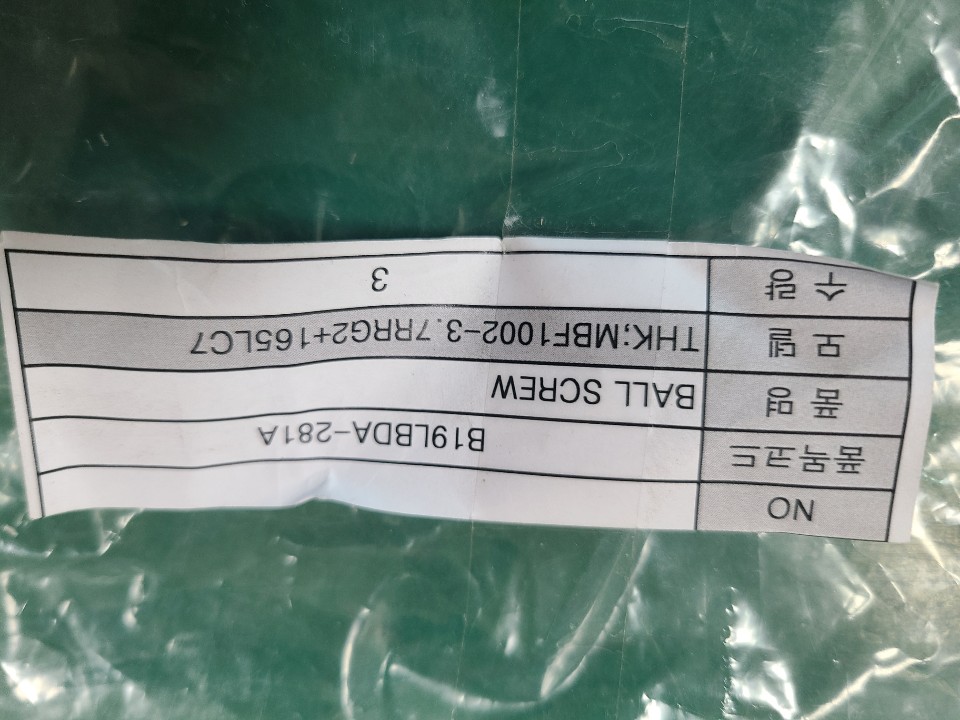 NO
품목코드 B19LBDA-281A
품 명 BALL SCREW
모 델 THK;MBF1002-3.7RRG2+165LC7
수 량 3